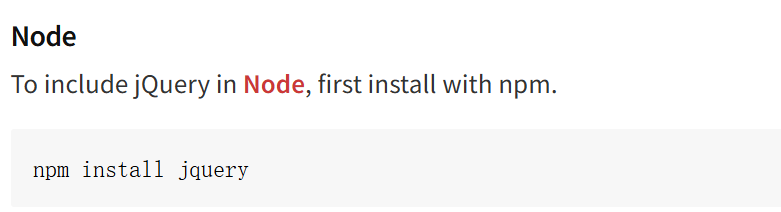 Node
To include jQuery in Node, first install with npm.
npm install jquery